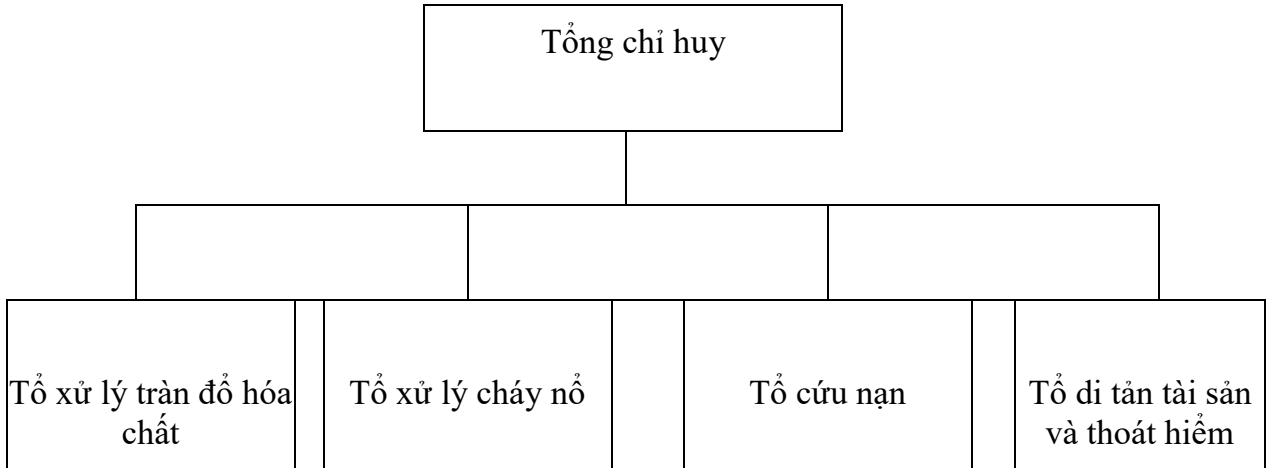 Tổng chỉ huy
Tổ xử lý tràn đổ hóa
chất
Tổ xử lý cháy nổ
Tổ cứu nạn
Tổ di tản tài sản
và thoát hiểm